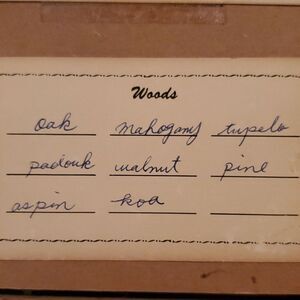 Woods
oak mahogany tupelo
padouk walnut pine
aspin koa